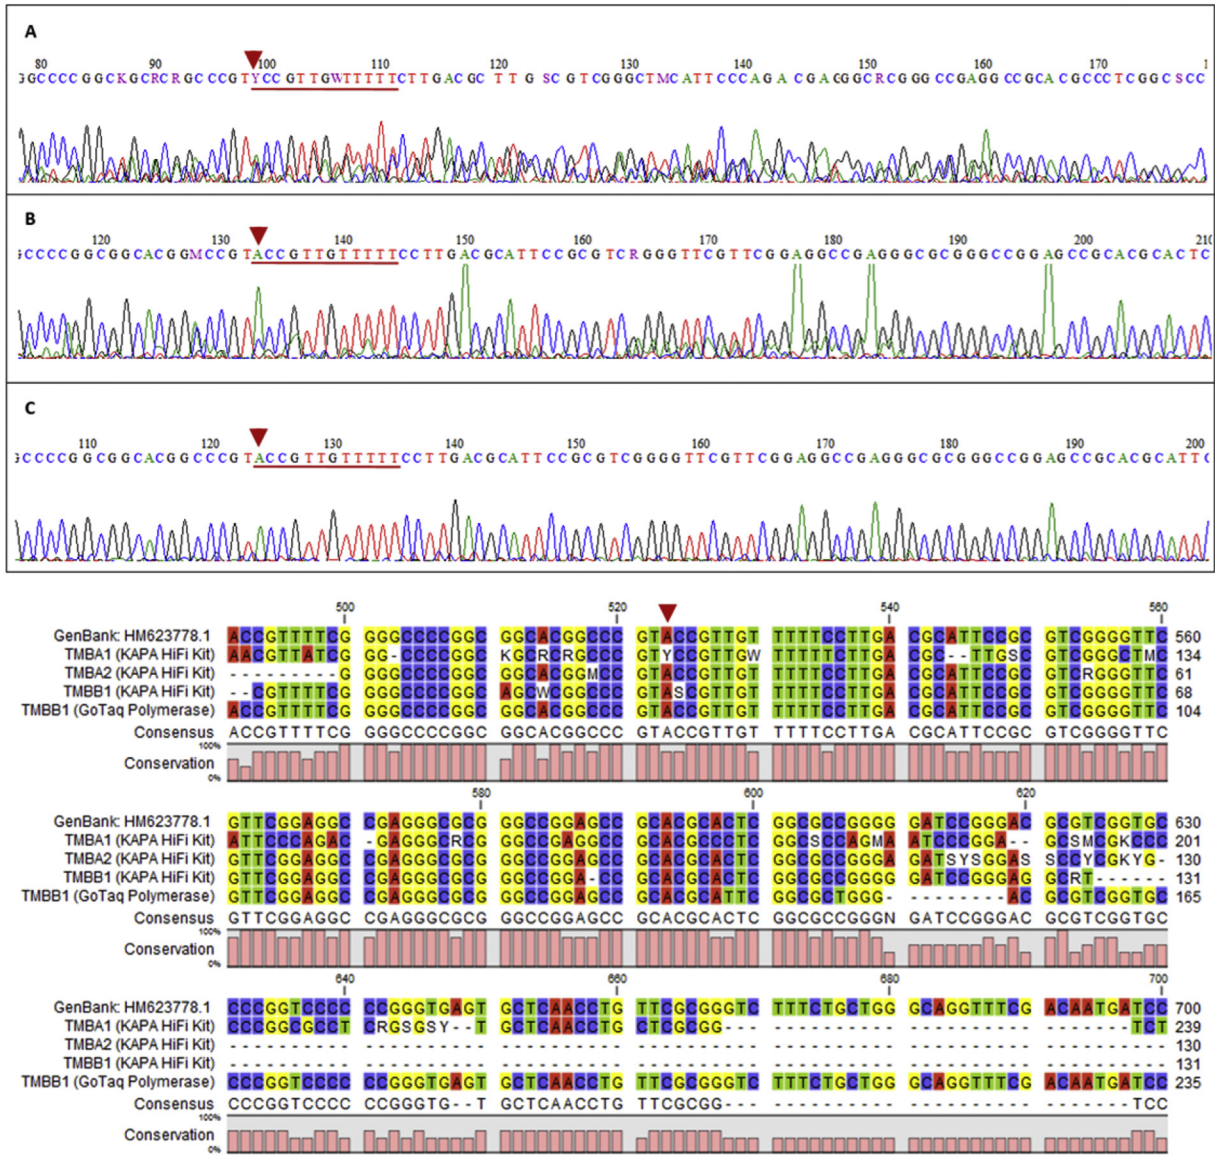 A
80 90 100 110 120 130 140 150 160 170 1
GGCCCCGGCKGCRCRGCCCGTYCCGTTGWTTTTTCTTGACGC TTG SCGTCGGGCTMCATTCCCAGACGAGGGCRCGGGCCGAGGCCGCACGCCCTCGGCSCC
B
120 130 140 150 160 170 180 190 200 210
GCCCCGGCGGCACGGMCCGTACCGTTGTTTTTCCTTGACGCATTCCGCGTCRGGGTTCGTTCGGAGGCCGAGGGCGCGGGCCGGAGCCGCACGCACTC
C
110 120 130 140 150 160 170 180 190 200
GCCCCGGCGGCACGGCCCGTACCGTTGTTTTTCCTTGACGCATTCCGCGTCGGGGTTCGTTCGGAGGCCGAGGGCGCGGGCCGGAGCCGCACGCATTC
500 520 540 560
GenBank: HM623778.1 ACCGTTTTCG GGGCCCCGGC GGCACGGCCC GTACCGTTGT TTTTCCTTGA CGCATTCCGC GTCGGGGTTC 560
TMBA1 (KAPA HiFi Kit) AACGTTATCG GG-CCCCGGC KGCRCRGCCC GTYCCGTTGW TTTTTCTTGA CGC--TTGSC GTCGGGCTMC 134
TMBA2 (KAPA HiFi Kit) ---------G GGGCCCCGGC GGCACGGMCC GTACCGTTGT TTTTCCTTGA CGCATTCCGC GTCRGGGTTC 61
TMBB1 (KAPA HiFi Kit) --CGTTTTCG GGGCCCCGGC AGCWCGGCCC GTASCGTTGT TTTTCCTTGA CGCATTCCGC GTCGGGGTTC 68
TMBB1 (GoTaq Polymerase) ACCGTTTTCG GGGCCCCGGC GGCACGGCCC GTACCGTTGT TTTTCCTTGA CGCATTCCGC GTCGGGGTTC 104
Consensus ACCGTTTTCG GGGCCCCGGC GGCACGGCCC GTACCGTTGT TTTTCCTTGA CGCATTCCGC GTCGGGGTTC
100%
Conservation
0%
580 600 620
GenBank: HM623778.1 GTTCGGAGGC CGAGGGCGCG GGCCGGAGCC GCACGCACTC GGCGCCGGGG GATCCGGGAC GCGTCGGTGC 630
TMBA1 (KAPA HiFi Kit) ATTCCCAGAC -GAGGGCRCG GGCCGAGGCC GCACGCCCTC GGCSCCAGMA ATCCCGGA-- GCSMCGKCCC 201
TMBA2 (KAPA HiFi Kit) GTTCGGAGGC CGAGGGCGCG GGCCGGAGCC GCACGCACTC GGCGCCGGGA GATSYSGGAS SCCYCGKYG- 130
TMBB1 (KAPA HiFi Kit) GTTCGGAGGC CGAGGGCGCG GGCCGGA-CC GCACGCACTC GGCGCCGGGG GATCCGGGAG GCRT------ 131
TMBB1 (GoTaq Polymerase) GTTCGGAGGC CGAGGGCGCG GGCCGGAGCC GCACGCATTC GGCGCTGGG- --------AC GCGTCGGTGC 165
Consensus GTTCGGAGGC CGAGGGCGCG GGCCGGAGCC GCACGCACTC GGCGCCGGGN GATCCGGGAC GCGTCGGTGC
100%
Conservation
0%
640 660 680 700
GenBank: HM623778.1 CCCGGTCCCC CCGGGTGAGT GCTCAACCTG TTCGCGGGTC TTTCTGCTGG GCAGGTTTCG ACAATGATCC 700
TMBA1 (KAPA HiFi Kit) CCCGGCGCCT CRGSGSY--T GCTCAACCTG CTCGCGG--- ---------- ---------- -------TCT 239
TMBA2 (KAPA HiFi Kit) ---------- ---------- ---------- ---------- ---------- ---------- ---------- 130
TMBB1 (KAPA HiFi Kit) ---------- ---------- ---------- ---------- ---------- ---------- ---------- 131
TMBB1 (GoTaq Polymerase) CCCGGTCCCC CCGGGTGAGT GCTCAACCTG TTCGCGGGTC TTTCTGCTGG GCAGGTTTCG ACAATGATCC 235
Consensus CCCGGTCCCC CCGGGTG--T GCTCAACCTG TTCGCGG--- ---------- ---------- -------TCC
100%
Conservation
0%